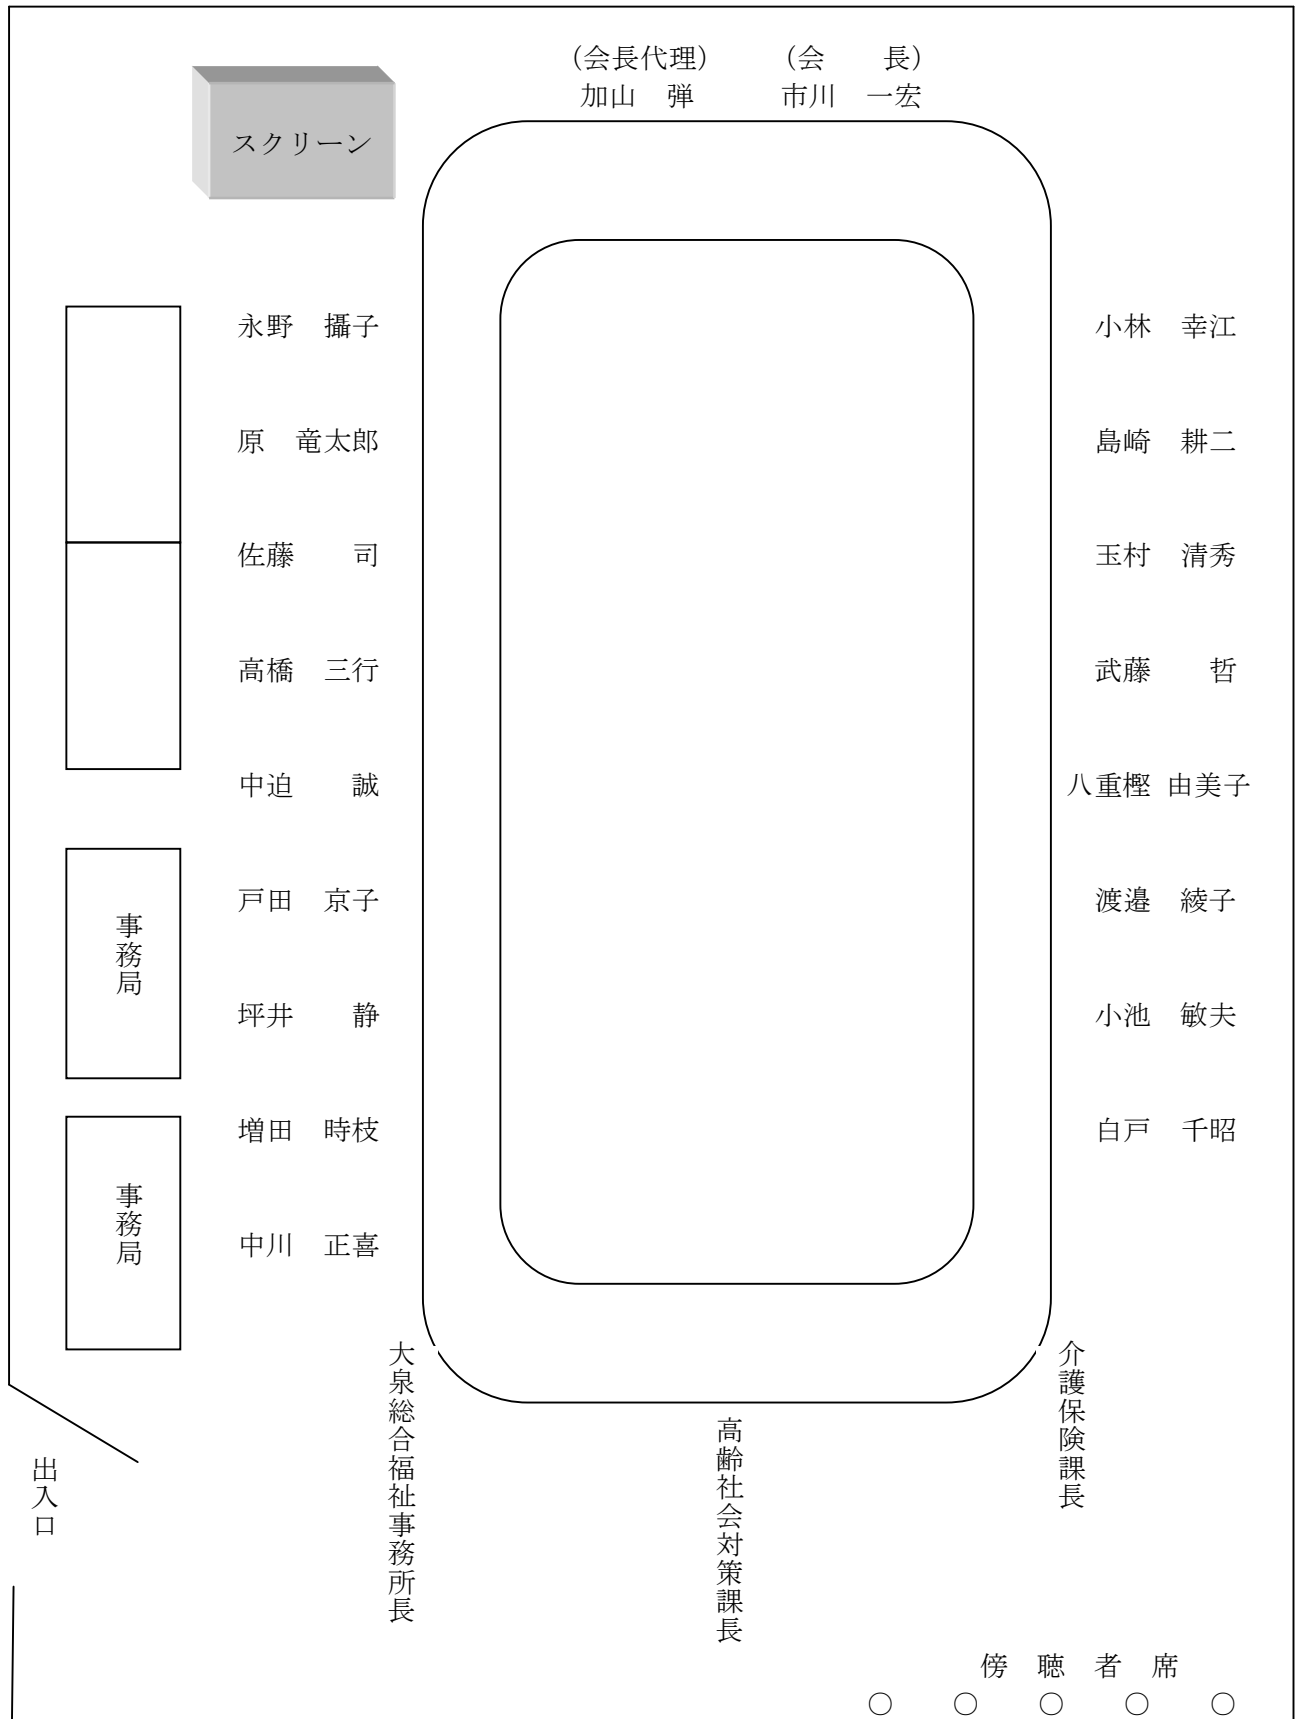 (会長代理)　(会　長)
加山　弾　市川　一宏
スクリーン
永野　攝子　小林　幸江
原　竜太郎　島崎　耕二
佐藤　司　玉村　清秀
高橋　三行　武藤　哲
中迫　誠　八重樫　由美子
戸田　京子　渡邉　綾子
事務局
坪井　静　小池　敏夫
増田　時枝　白戸　千昭
事務局
中川　正喜
大泉総合福祉事務所長
高齢社会対策課長
介護保険課長
出入口
傍聴者席
○　○　○　○　○